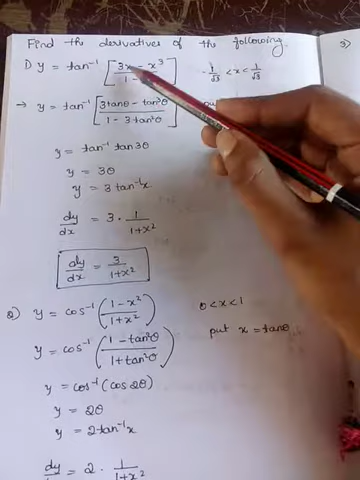 Find the derivatives of the following.
1) y = tan⁻¹ [ 3x - x³ / 1 - ] -1/√3 < x < 1/√3
→ y = tan⁻¹ [ 3tanθ - tan³θ / 1 - 3tan²θ ] put
y = tan⁻¹ tan3θ
y = 3θ
y = 3 tan⁻¹x
dy/dx = 3 · 1/1+x²
dy/dx = 3/1+x²
2) y = cos⁻¹ ( 1-x² / 1+x² ) 0 < x < 1
put x = tanθ
y = cos⁻¹ ( 1 - tan²θ / 1 + tan²θ )
y = cos⁻¹ (cos 2θ)
y = 2θ
y = 2tan⁻¹x
dy/dx = 2 · 1/1+x²
3)